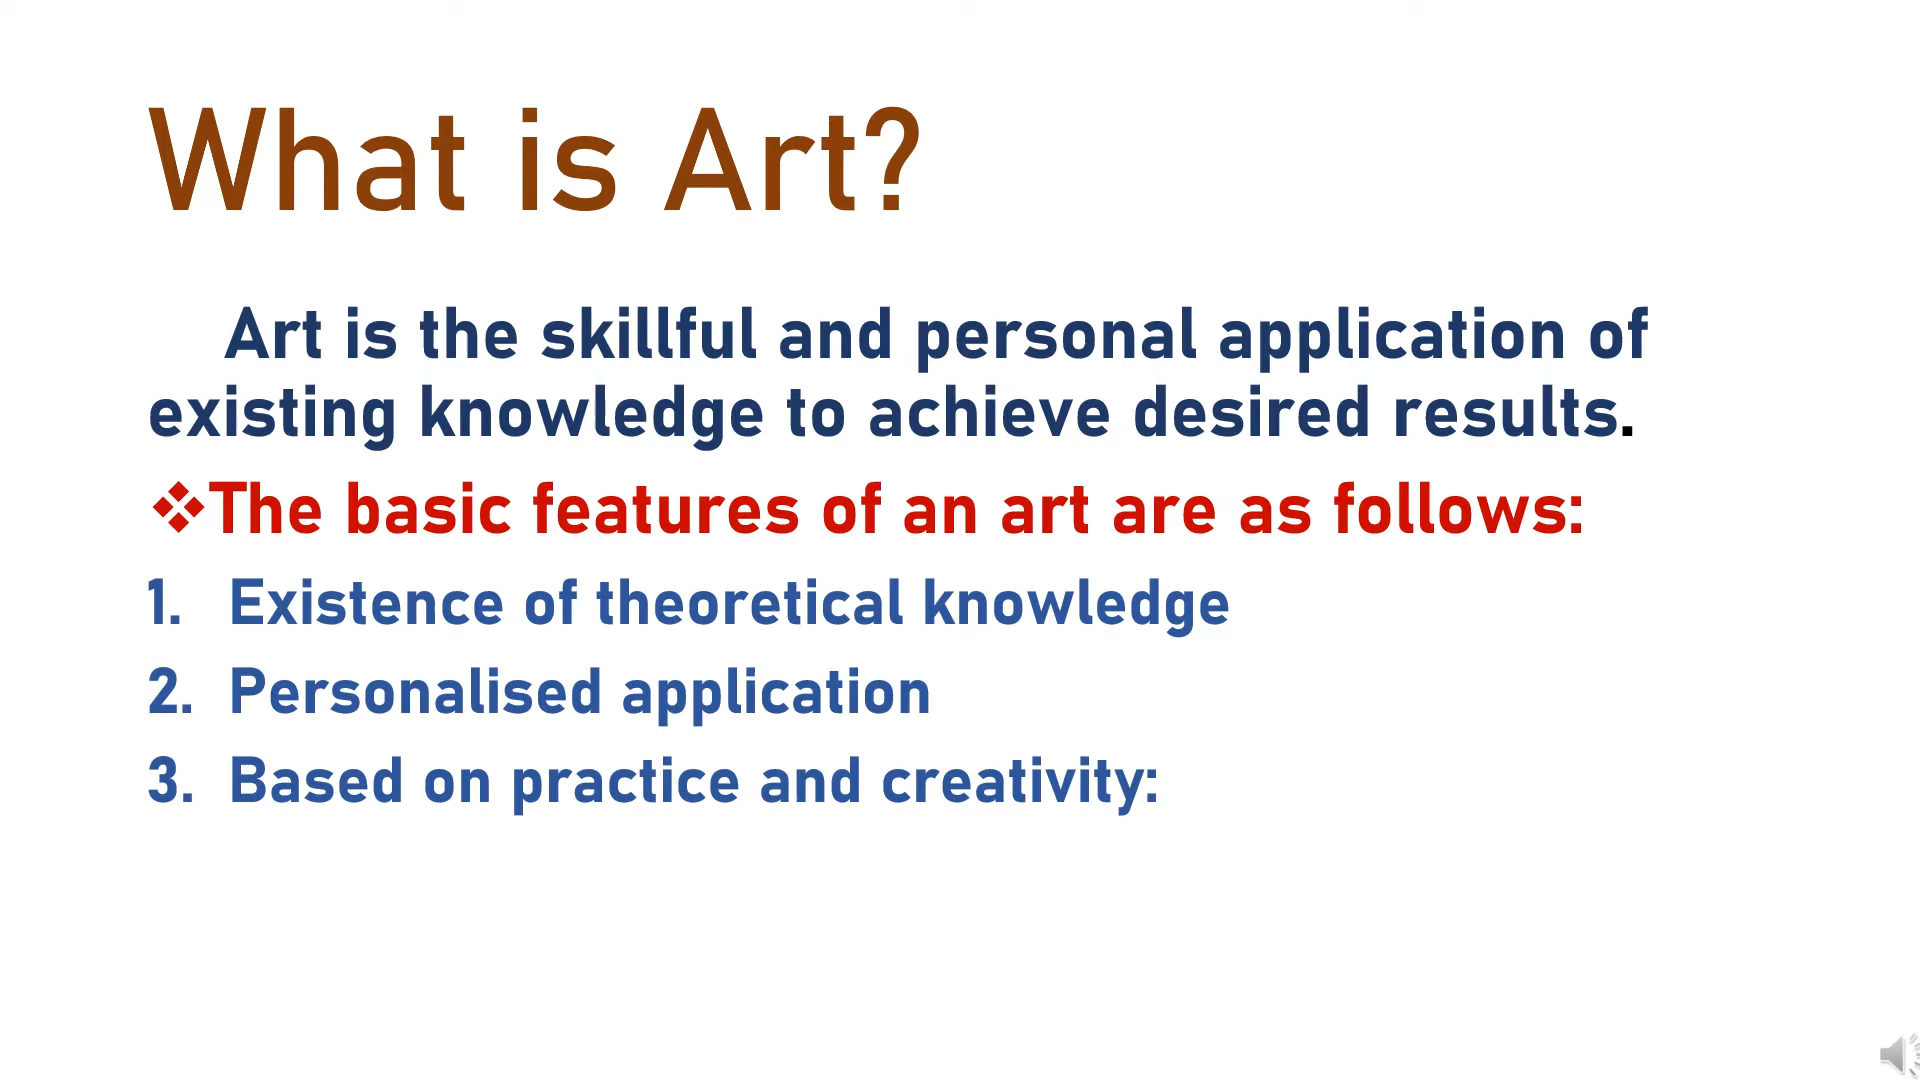 What is Art?
Art is the skillful and personal application of
existing knowledge to achieve desired results.
❖The basic features of an art are as follows:
1. Existence of theoretical knowledge
2. Personalised application
3. Based on practice and creativity: